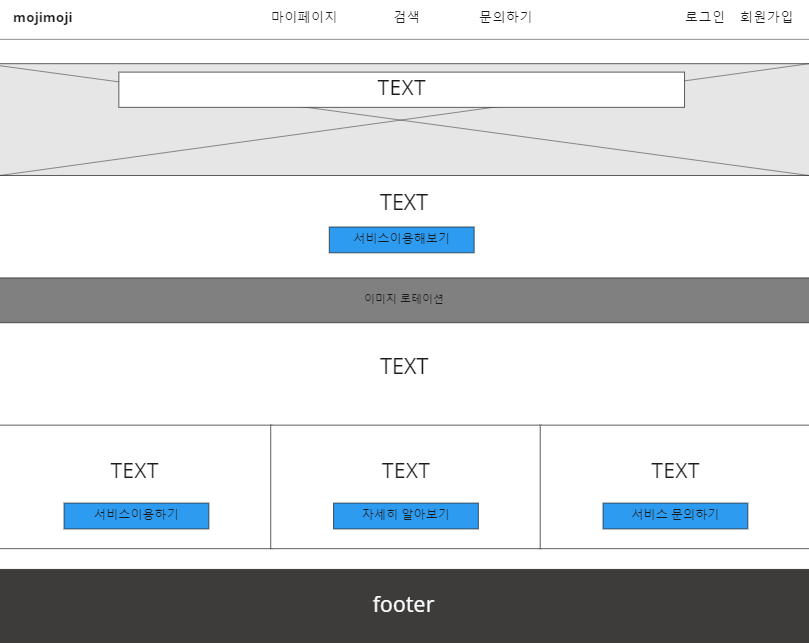 mojimoji 마이페이지 검색 문의하기 로그인 회원가입
TEXT
TEXT
서비스이용해보기
이미지 로테이션
TEXT
TEXT TEXT TEXT
서비스이용하기 자세히 알아보기 서비스 문의하기
footer